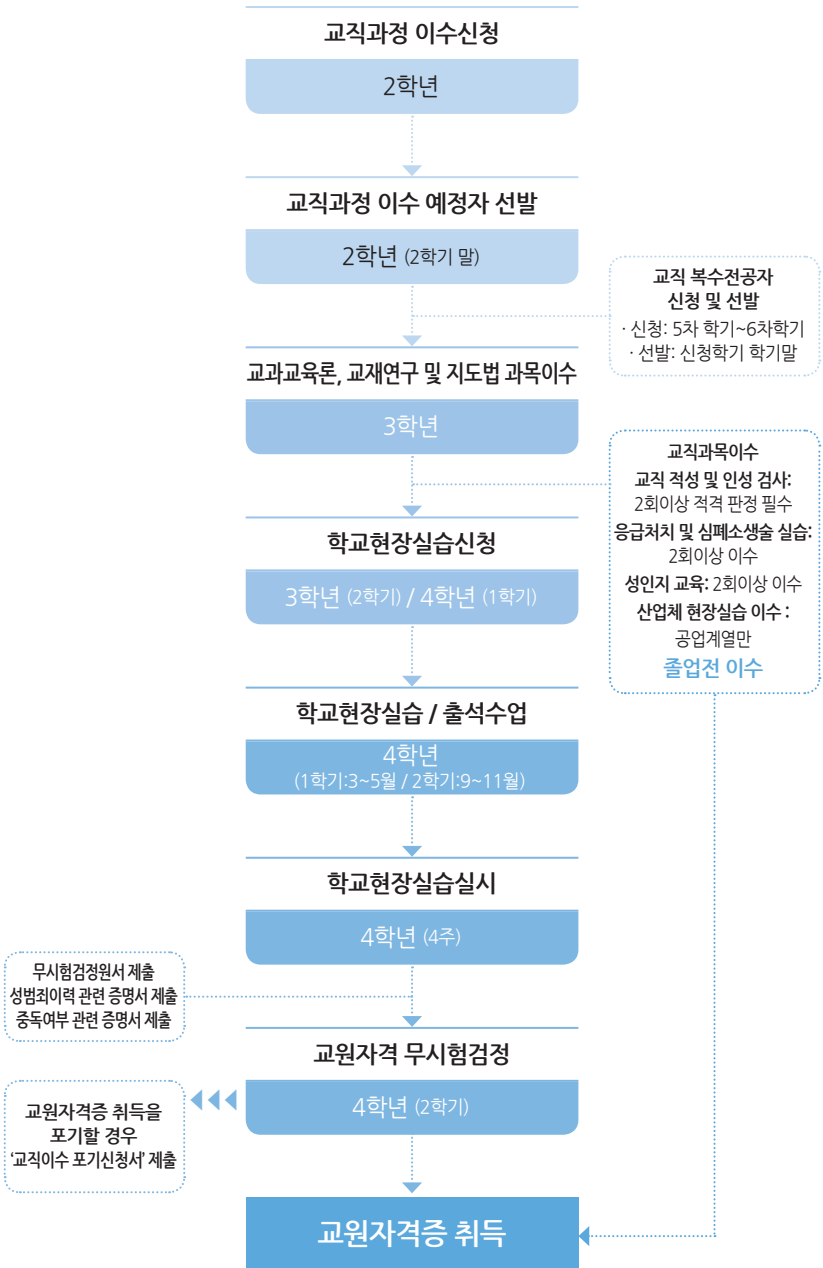 교직과정 이수신청
2학년
교직과정 이수 예정자 선발
2학년 (2학기 말)
교직 복수전공자
신청 및 선발
· 신청: 5차 학기~6차학기
· 선발: 신청학기 학기말
교과교육론, 교재연구 및 지도법 과목이수
3학년
교직과목이수
교직 적성 및 인성 검사:
2회이상 적격 판정 필수
응급처치 및 심폐소생술 실습:
2회이상 이수
성인지 교육: 2회이상 이수
산업체 현장실습 이수 :
공업계열만
졸업전 이수
학교현장실습신청
3학년 (2학기) / 4학년 (1학기)
학교현장실습 / 출석수업
4학년
(1학기:3~5월 / 2학기:9~11월)
학교현장실습실시
4학년 (4주)
무시험검정원서 제출
성범죄이력 관련 증명서 제출
중독여부 관련 증명서 제출
교원자격 무시험검정
4학년 (2학기)
교원자격증 취득을
포기할 경우
‘교직이수 포기신청서’ 제출
교원자격증 취득